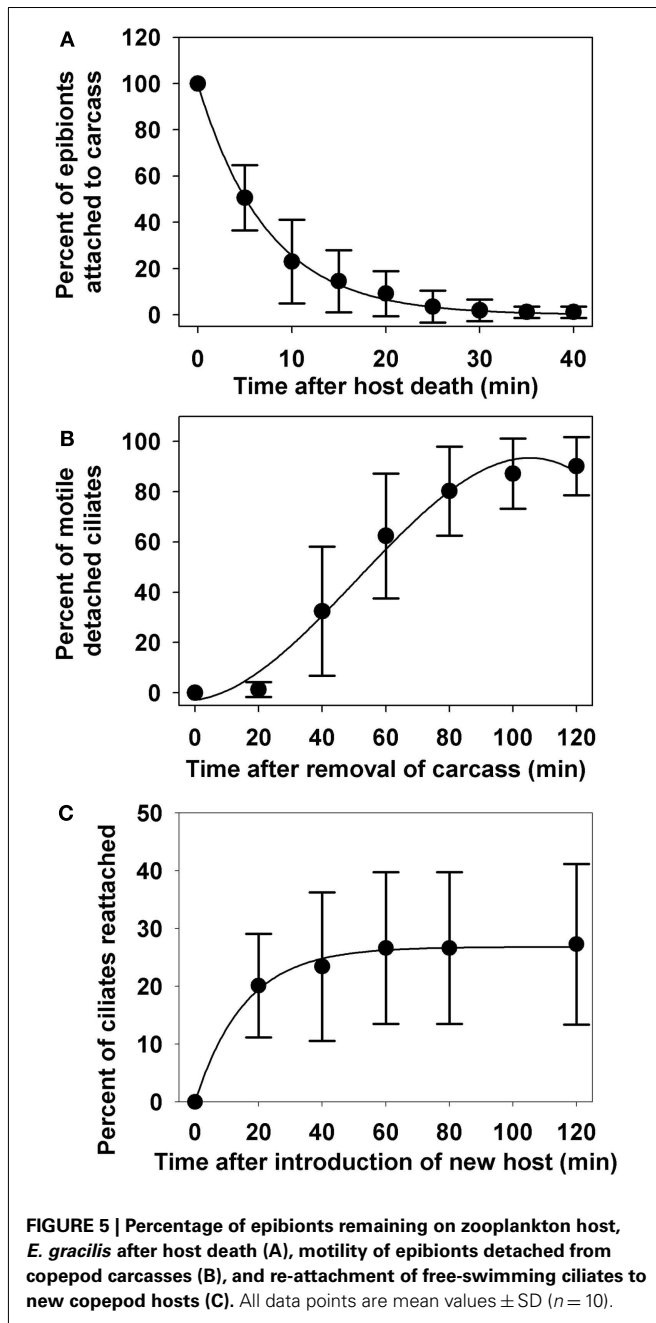 A
120
100
80
60
40
20
0
Percent of epibionts
attached to carcass
0 10 20 30 40
Time after host death (min)
B
100
80
60
40
20
0
Percent of motile
detached ciliates
0 20 40 60 80 100 120
Time after removal of carcass (min)
C
50
40
30
20
10
0
Percent of ciliates reattached
0 20 40 60 80 100 120
Time after introduction of new host (min)
FIGURE 5 | Percentage of epibionts remaining on zooplankton host,
E. gracilis after host death (A), motility of epibionts detached from
copepod carcasses (B), and re-attachment of free-swimming ciliates to
new copepod hosts (C). All data points are mean values ± SD (n = 10).